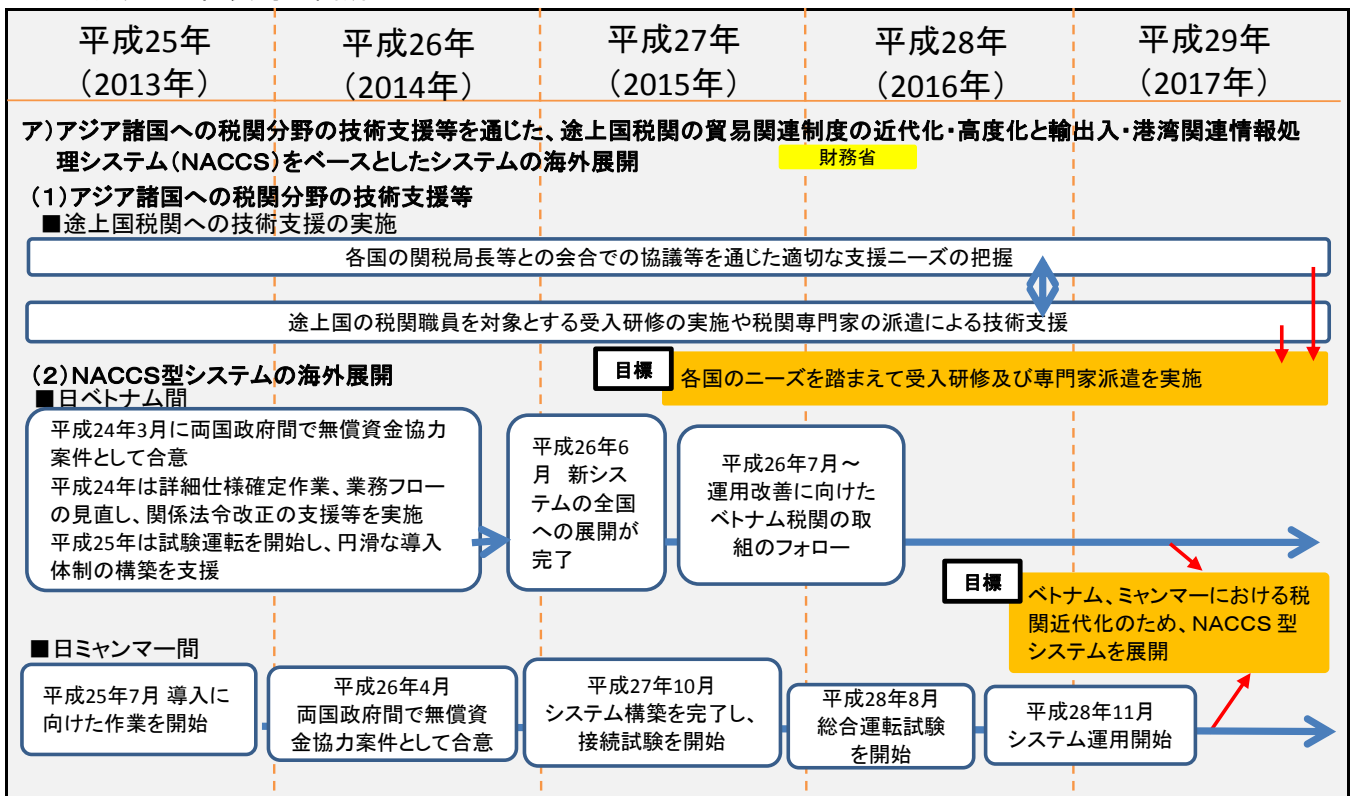 平成25年
（2013年）
平成26年
（2014年）
平成27年
（2015年）
平成28年
（2016年）
平成29年
（2017年）
ア）アジア諸国への税関分野の技術支援等を通じた、途上国税関の貿易関連制度の近代化・高度化と輸出入・港湾関連情報処
理システム（NACCS）をベースとしたシステムの海外展開
財務省
（1）アジア諸国への税関分野の技術支援等
■途上国税関への技術支援の実施
各国の関税局長等との会合での協議等を通じた適切な支援ニーズの把握
途上国の税関職員を対象とする受入研修の実施や税関専門家の派遣による技術支援
目標
各国のニーズを踏まえて受入研修及び専門家派遣を実施
（2）NACCS型システムの海外展開
■日ベトナム間
平成24年3月に両国政府間で無償資金協力
案件として合意
平成24年は詳細仕様確定作業、業務フロー
の見直し、関係法令改正の支援等を実施
平成25年は試験運転を開始し、円滑な導入
体制の構築を支援
平成26年6
月 新シス
テムの全国
への展開が
完了
平成26年7月～
運用改善に向けた
ベトナム税関の取
組のフォロー
目標
ベトナム、ミャンマーにおける税
関近代化のため、NACCS 型
システムを展開
■日ミャンマー間
平成25年7月 導入に
向けた作業を開始
平成26年4月
両国政府間で無償資
金協力案件として合意
平成27年10月
システム構築を完了し、
接続試験を開始
平成28年8月
総合運転試験
を開始
平成28年11月
システム運用開始